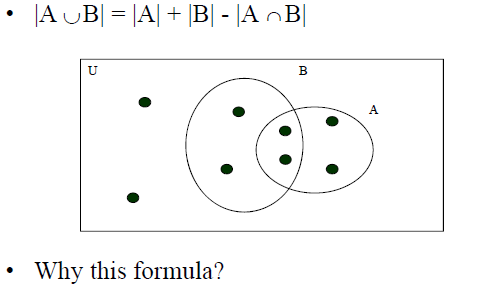 • |A ∪B| = |A| + |B| - |A ∩B|
U
B
A
• Why this formula?